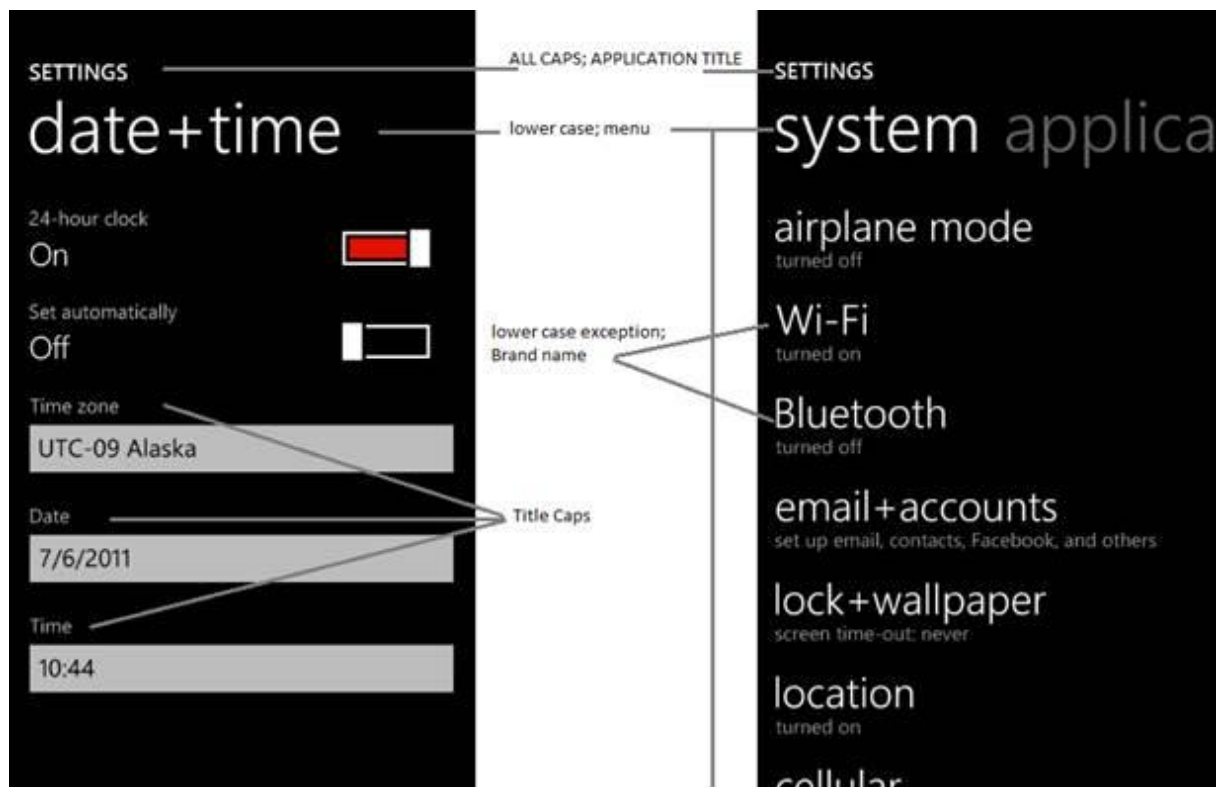 SETTINGS
date+time
24-hour clock
On
Set automatically
Off
Time zone
UTC-09 Alaska
Date
7/6/2011
Time
10:44
ALL CAPS; APPLICATION TITLE
lower case; menu
lower case exception;
Brand name
Title Caps
SETTINGS
system applica
airplane mode
turned off
Wi-Fi
turned on
Bluetooth
turned off
email+accounts
set up email, contacts, Facebook, and others
lock+wallpaper
screen time-out: never
location
turned on
cellular